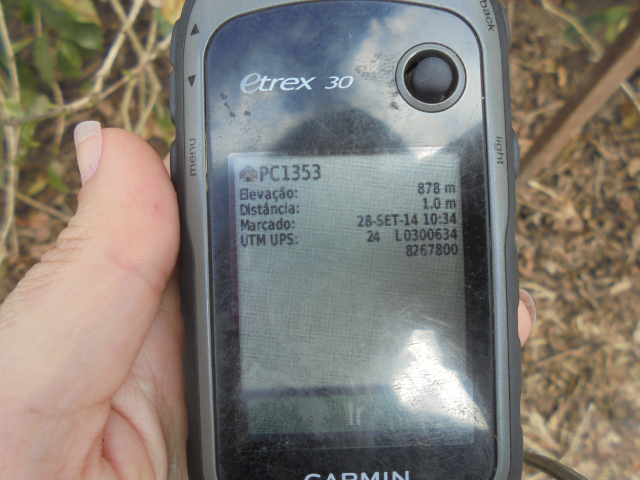 back
etrex 30
menu
light
PC1353
Elevação: 878 m
Distância: 1.0 m
Marcado: 28-SET-14 10:34
UTM UPS: 24 L0300634
8267800
Ir
GARMIN